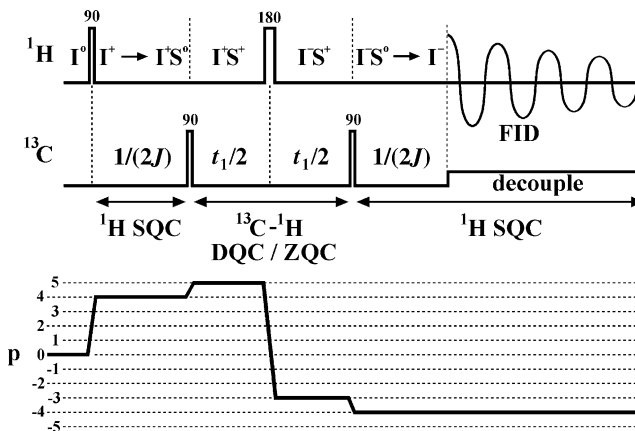 90 180
¹H I° I⁺ → I⁺S° I⁺S⁺ I⁻S⁺ I⁻S° → I⁻
FID
90 90
¹³C 1/(2J) t₁/2 t₁/2 1/(2J) decouple
¹H SQC ¹³C-¹H ¹H SQC
DQC / ZQC
5
4
3
2
1
p 0
-1
-2
-3
-4
-5